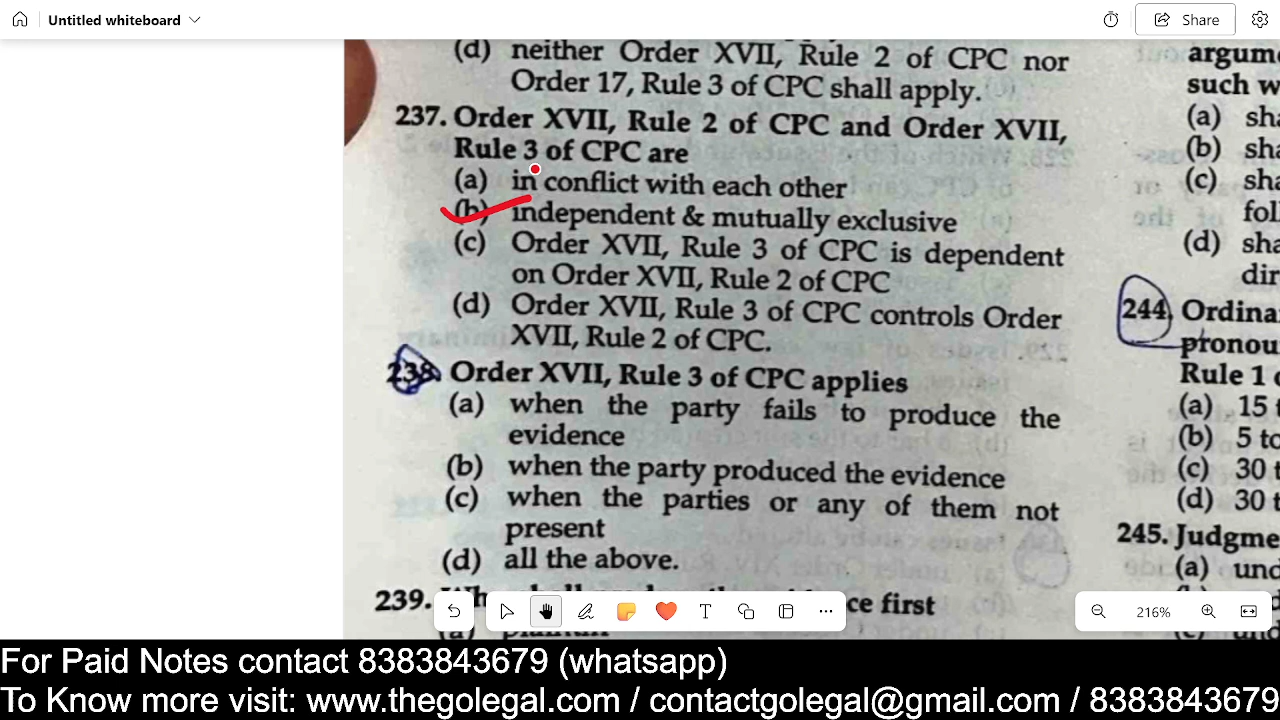 Untitled whiteboard
Share
(d) neither Order XVII, Rule 2 of CPC nor
Order 17, Rule 3 of CPC shall apply.
237. Order XVII, Rule 2 of CPC and Order XVII,
Rule 3 of CPC are
(a) in conflict with each other
(b) independent & mutually exclusive
(c) Order XVII, Rule 3 of CPC is dependent
on Order XVII, Rule 2 of CPC
(d) Order XVII, Rule 3 of CPC controls Order
XVII, Rule 2 of CPC.
238. Order XVII, Rule 3 of CPC applies
(a) when the party fails to produce the
evidence
(b) when the party produced the evidence
(c) when the parties or any of them not
present
(d) all the above.
239.
ce first
(a)
such w
(a) sha
(b) sha
(c) sha
(d) sha
244. Ordina
pronou
Rule 1
(a) 15
(b) 5 to
(c) 30
(d) 30
245. Judgme
(a) und
T
216%
For Paid Notes contact 8383843679 (whatsapp)
To Know more visit: www.thegolegal.com / contactgolegal@gmail.com / 8383843679